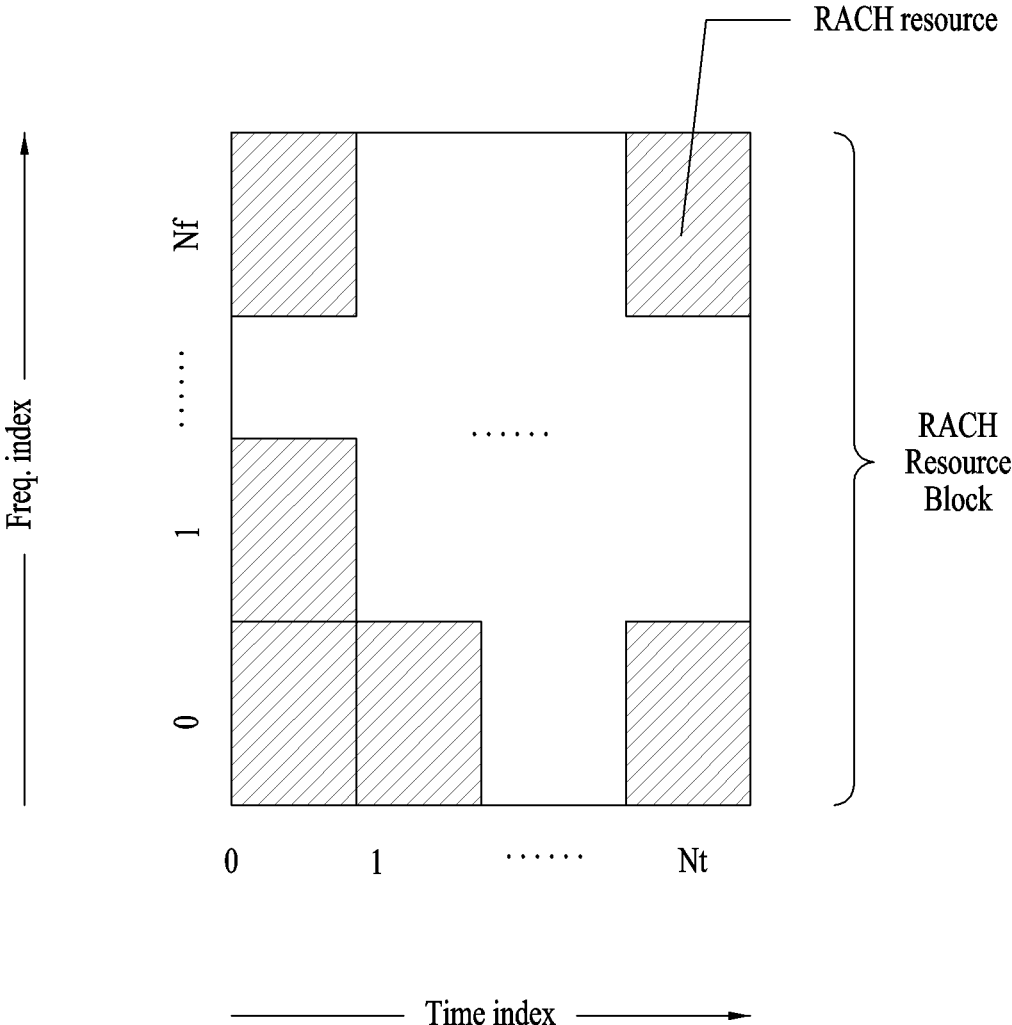 RACH resource
Nf
......
1
0
Freq. index
......
RACH
Resource
Block
0 1 ...... Nt
Time index